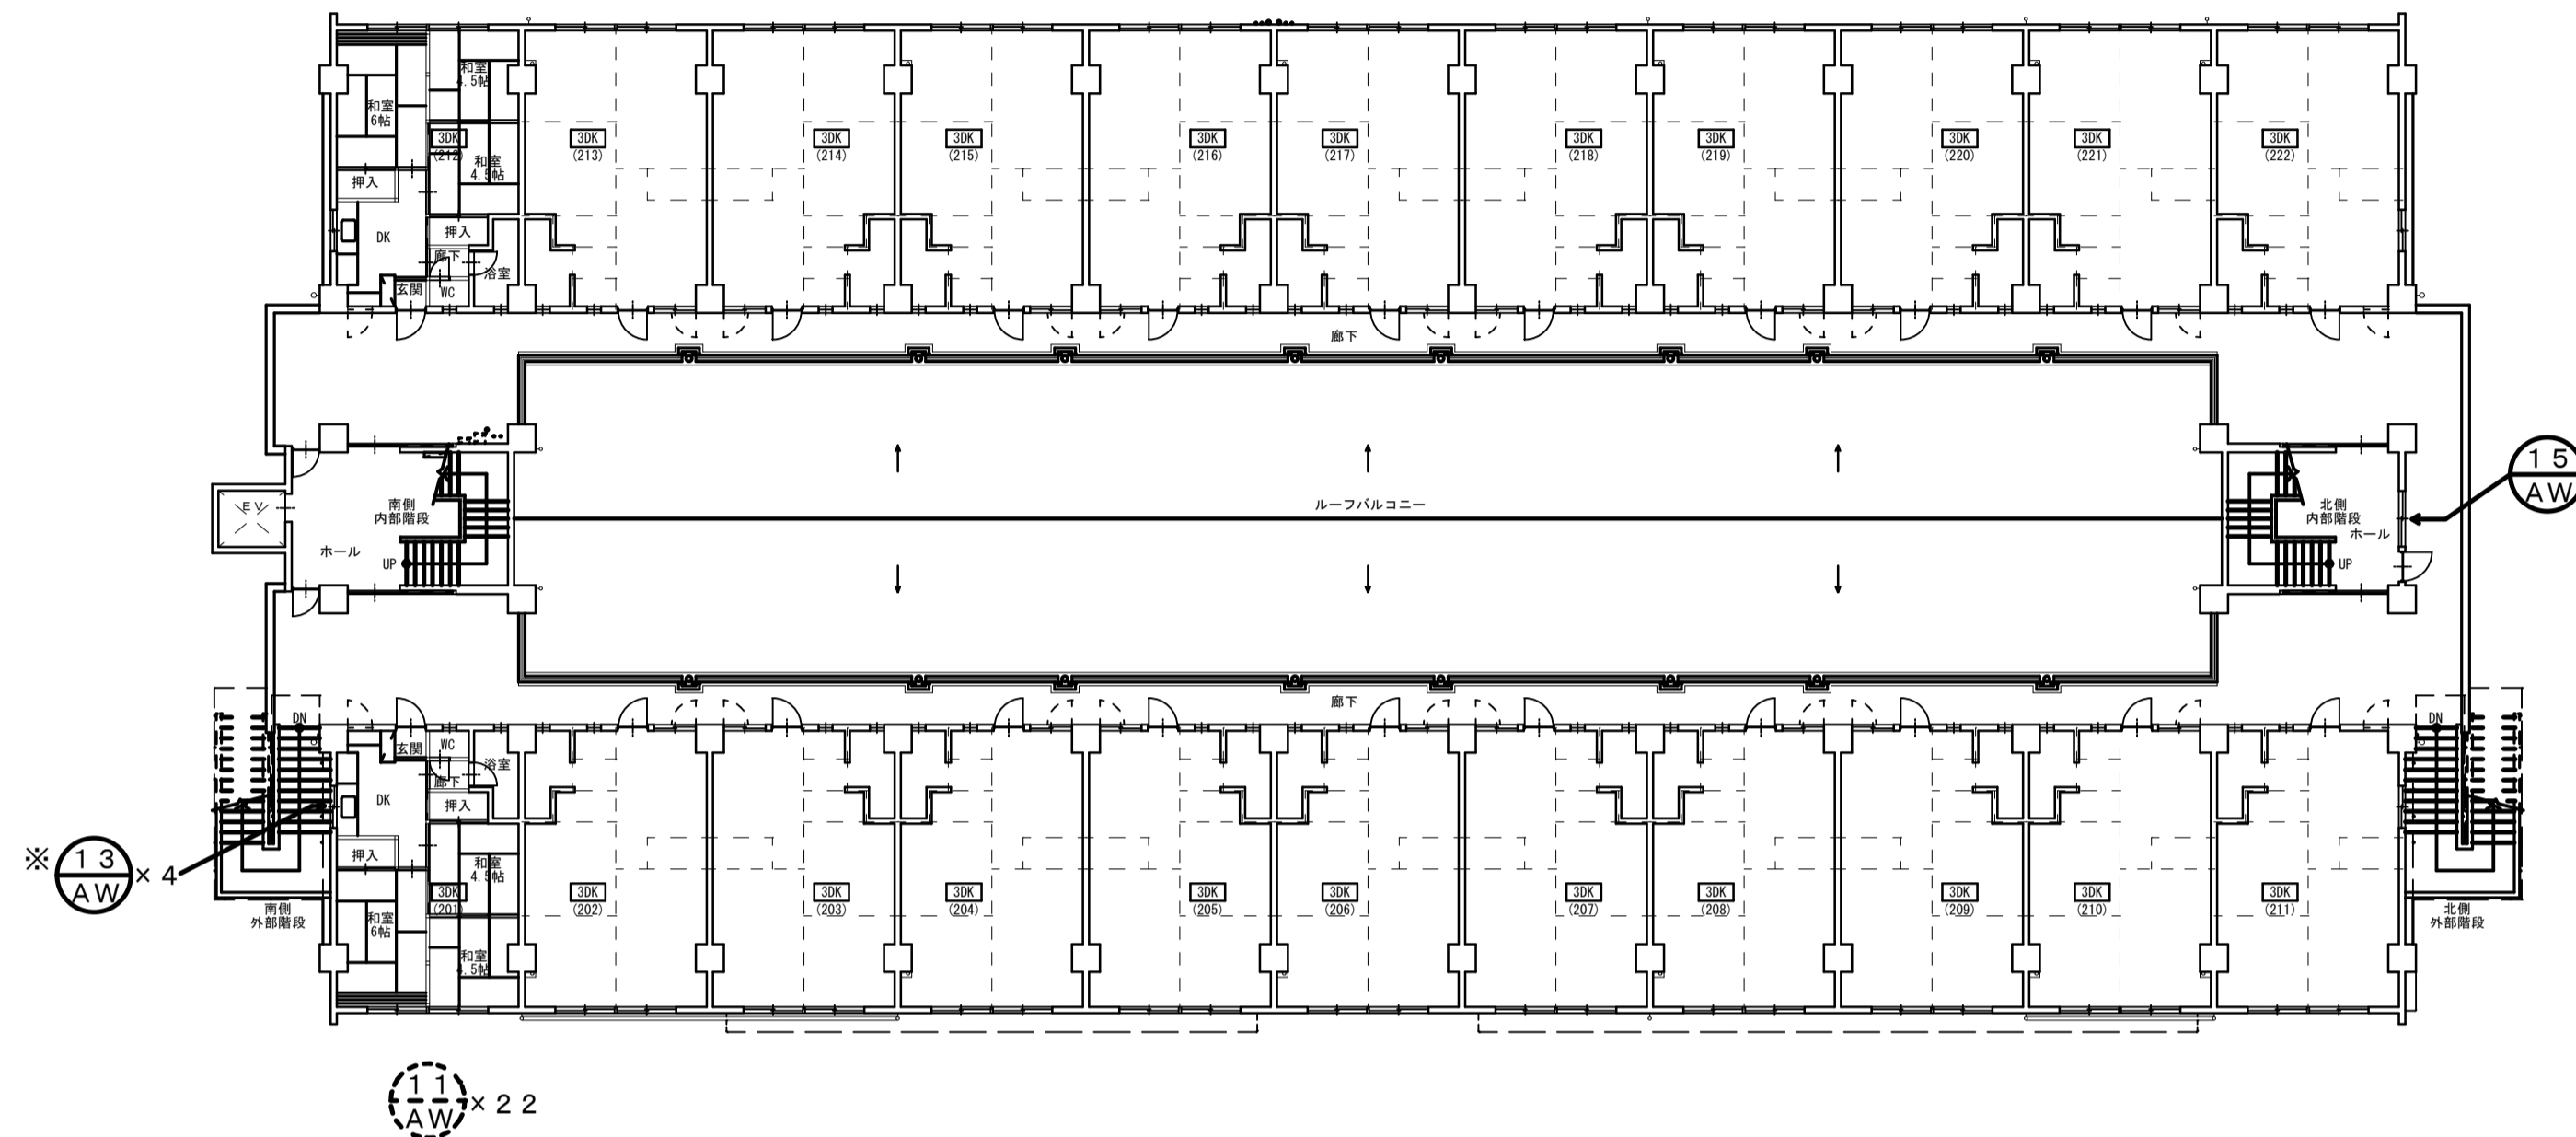 和室
4.5帖
和室
6帖
3DK
(212)
和室
4.5帖
押入
DK
押入
廊下
浴室
玄関
WC
3DK
(213)
3DK
(214)
3DK
(215)
3DK
(216)
3DK
(217)
3DK
(218)
3DK
(219)
3DK
(220)
3DK
(221)
3DK
(222)
廊下
EV
南側
内部階段
ホール
UP
ルーフバルコニー
北側
内部階段
ホール
UP
15
AW
廊下
DN
DN
玄関
WC
浴室
廊下
DK
押入
押入
※
13
AW
×4
和室
4.5帖
3DK
(201)
和室
6帖
和室
4.5帖
3DK
(202)
3DK
(203)
3DK
(204)
3DK
(205)
3DK
(206)
3DK
(207)
3DK
(208)
3DK
(209)
3DK
(210)
3DK
(211)
南側
外部階段
北側
外部階段
11
AW
×22